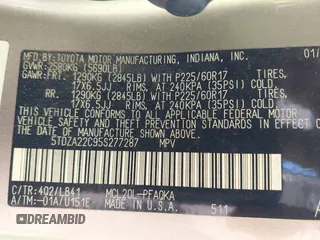 MFD BY:TOYOTA MOTOR MANUFACTURING, INDIANA, INC.
GVWR:2580KG (5690LB) 01/
GAWR:FRT. 1290KG (2845LB) WITH P225/60R17 TIRES,
17X6.5JJ RIMS, AT 240KPA (35PSI) COLD.
RR. 1290KG (2845LB) WITH P225/60R17 TIRES,
17X6.5JJ RIMS, AT 240KPA (35PSI) COLD.
THIS VEHICLE CONFORMS TO ALL APPLICABLE FEDERAL MOTOR
VEHICLE SAFETY, BUMPER, AND THEFT PREVENTION STANDARDS
IN EFFECT ON THE DATE OF MANUFACTURE SHOWN ABOVE.
5TDZA22C95S277287 MPV
C/TR:4Q2/LB41 MCL20L-PFAQKA
A/TM:-01A/U151E MADE IN U.S.A. 511